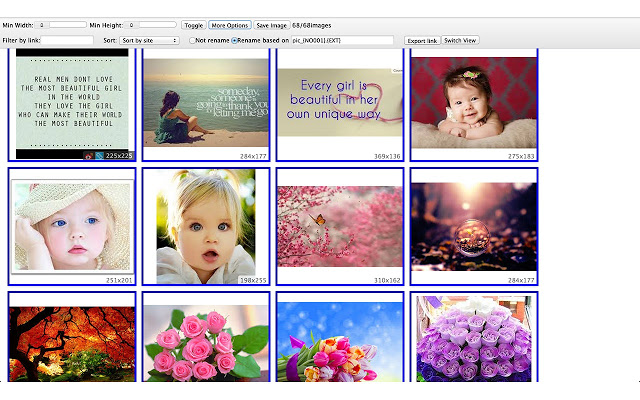 Min Width: 0 Min Height: 0 Toggle More Options Save Image 68/68images
Filter by link: Sort: Sort by site Not rename Rename based on pic_{NO001}.{EXT} Export link Switch View
REAL MEN DONT LOVE
THE MOST BEAUTIFUL GIRL
IN THE WORLD
THEY LOVE THE GIRL
WHO CAN MAKE THEIR WORLD
THE MOST BEAUTIFUL
225x225
someday,
someone is
going to thank you
for letting me go
284x177
Every girl is
beautiful in her
own unique way
369x136
275x183
251x201
198x255
310x162
284x177